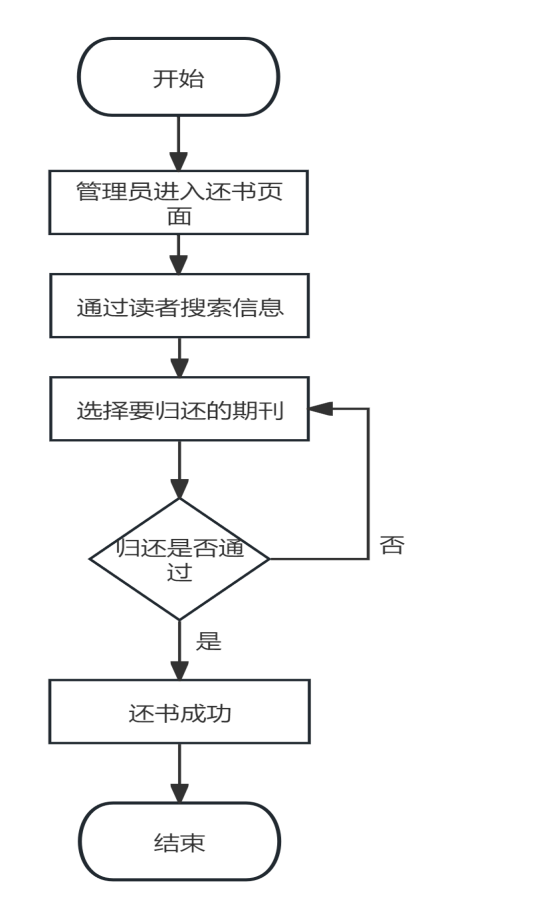 开始
管理员进入还书页
面
通过读者搜索信息
选择要归还的期刊
归还是否通
过
否
是
还书成功
结束